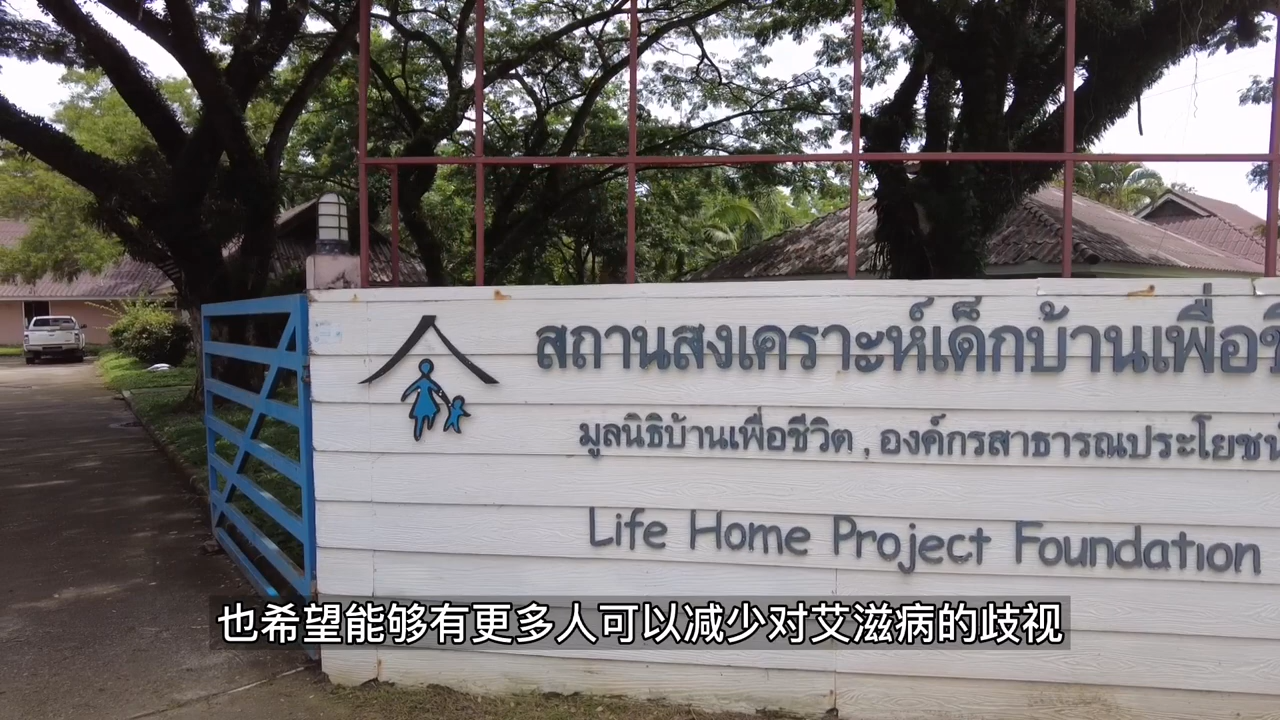 สถานสงเคราะห์เด็กบ้านเพื่อชี
มูลนิธิบ้านเพื่อชีวิต , องค์กรสาธารณประโยชน์
Life Home Project Foundation
也希望能够有更多人可以减少对艾滋病的歧视